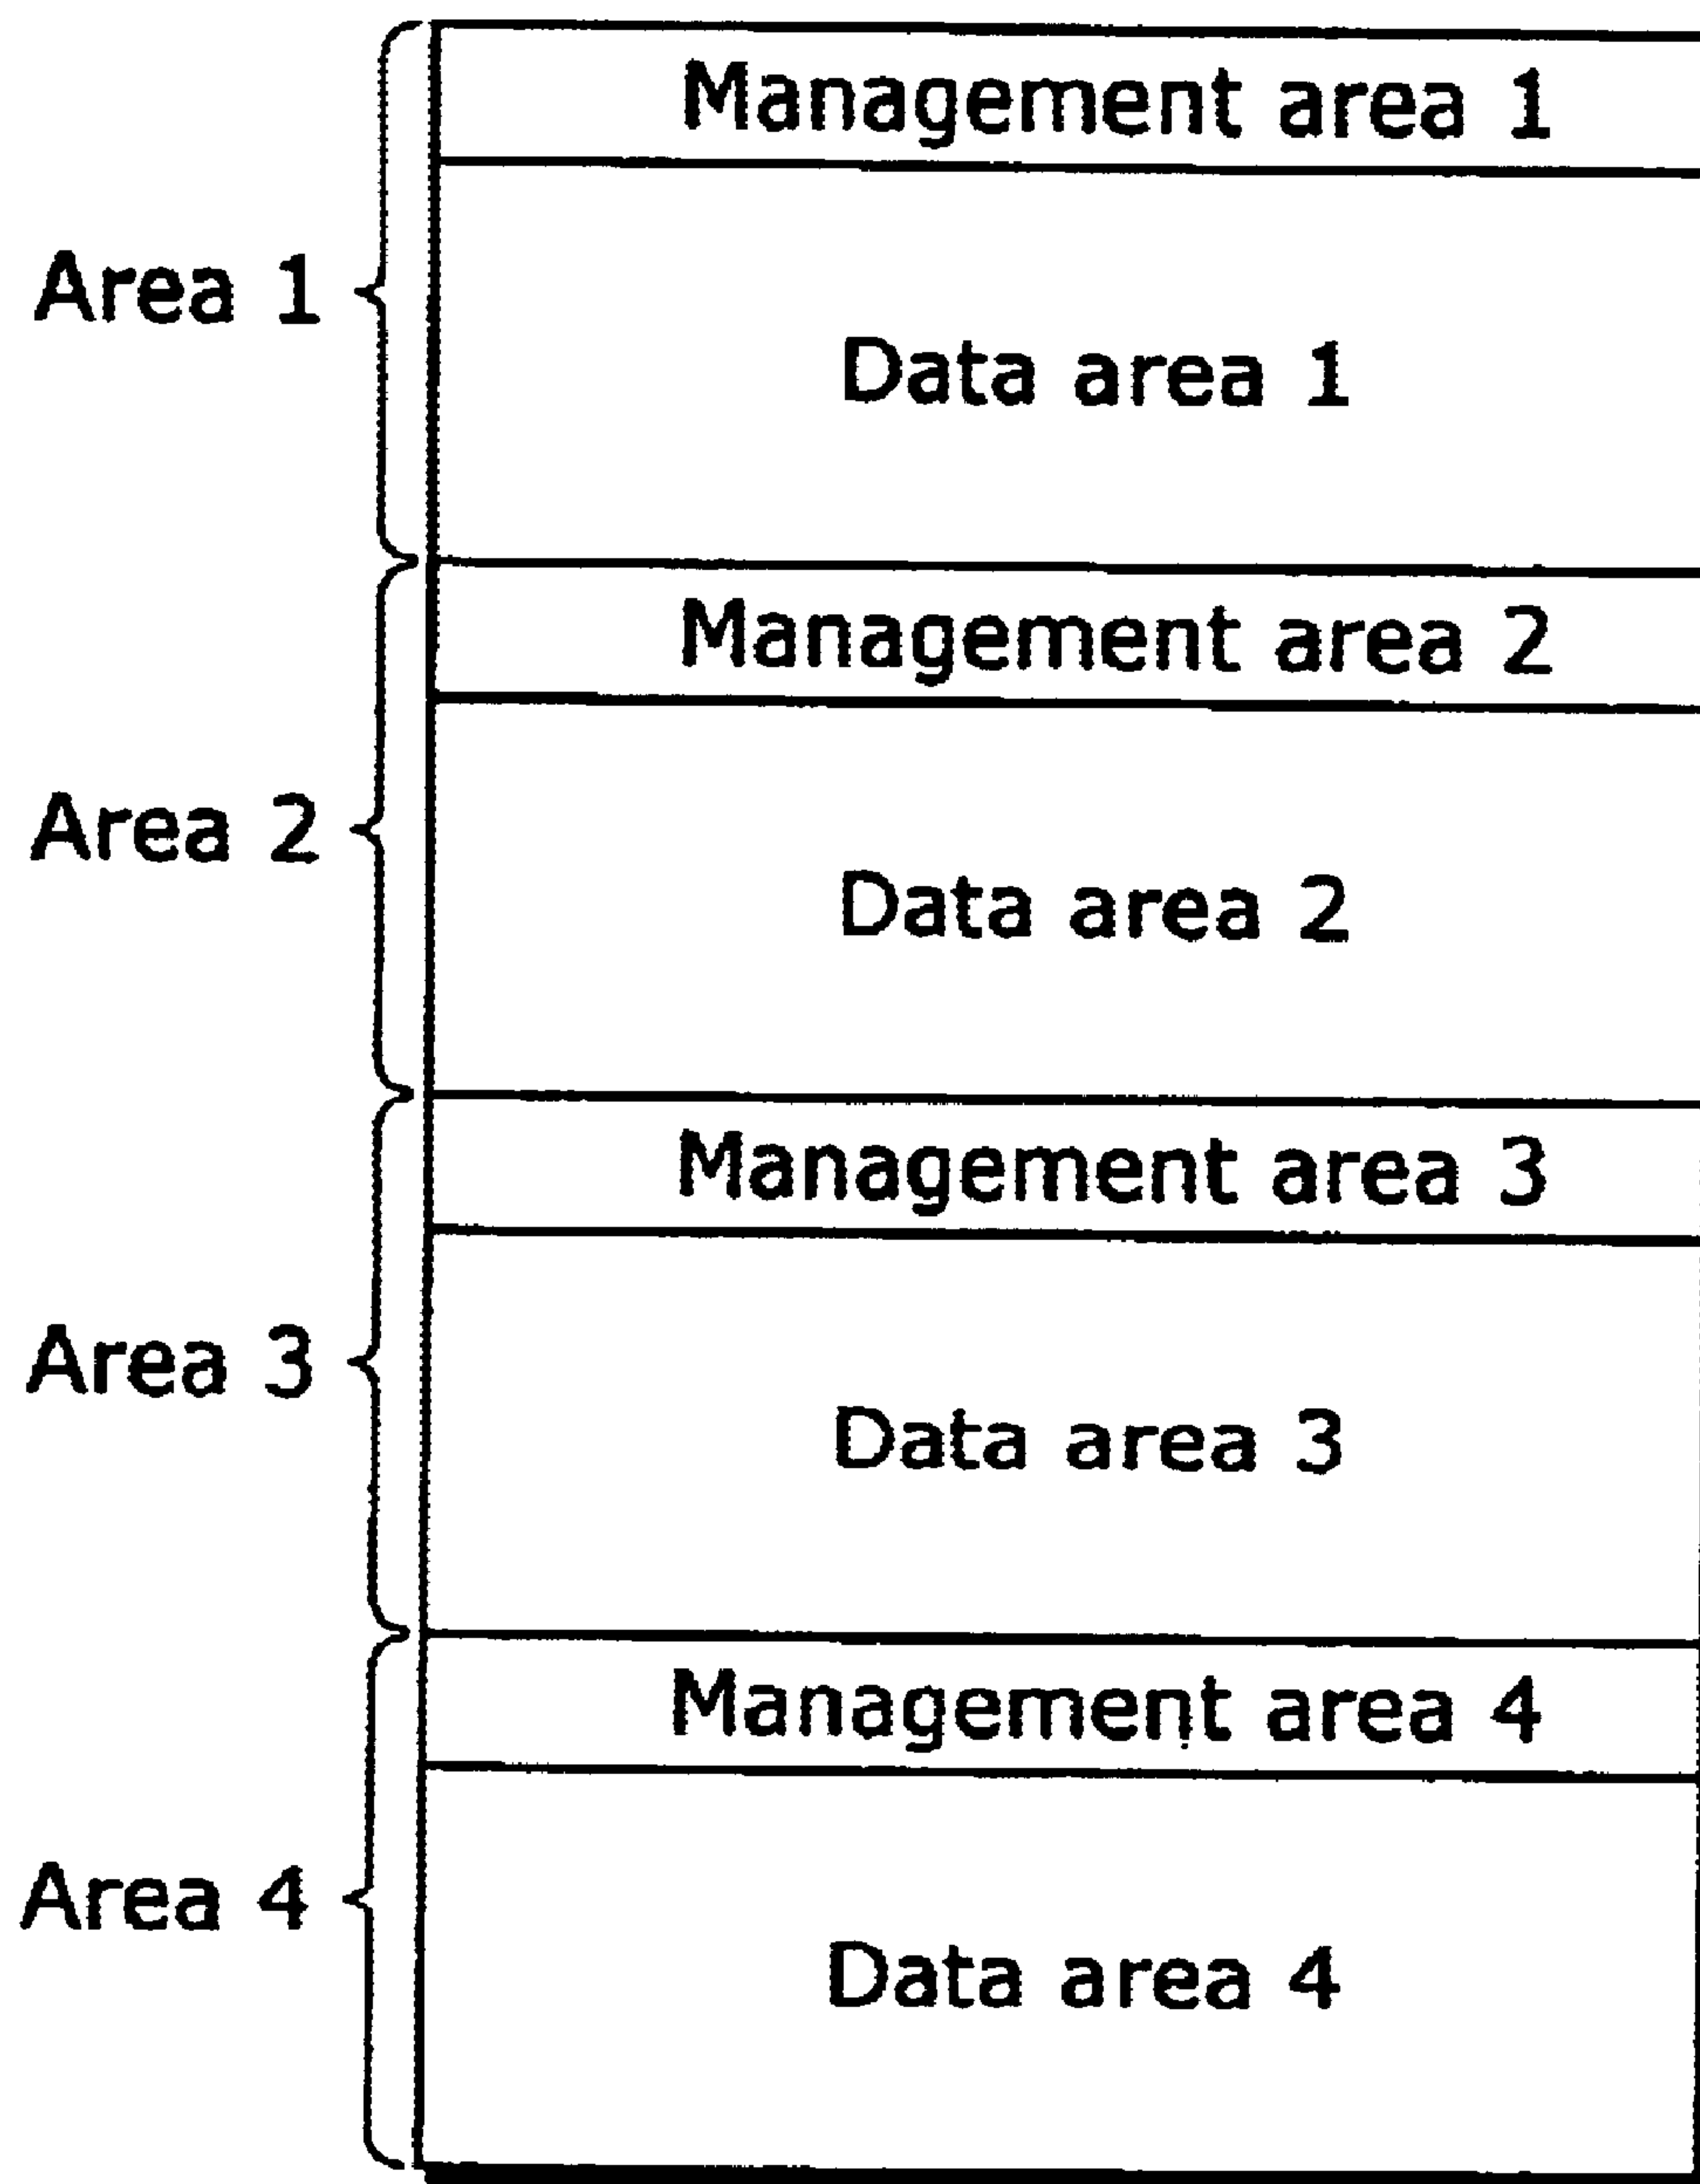 Management area 1
Area 1
Data area 1
Management area 2
Area 2
Data area 2
Management area 3
Area 3
Data area 3
Management area 4
Area 4
Data area 4